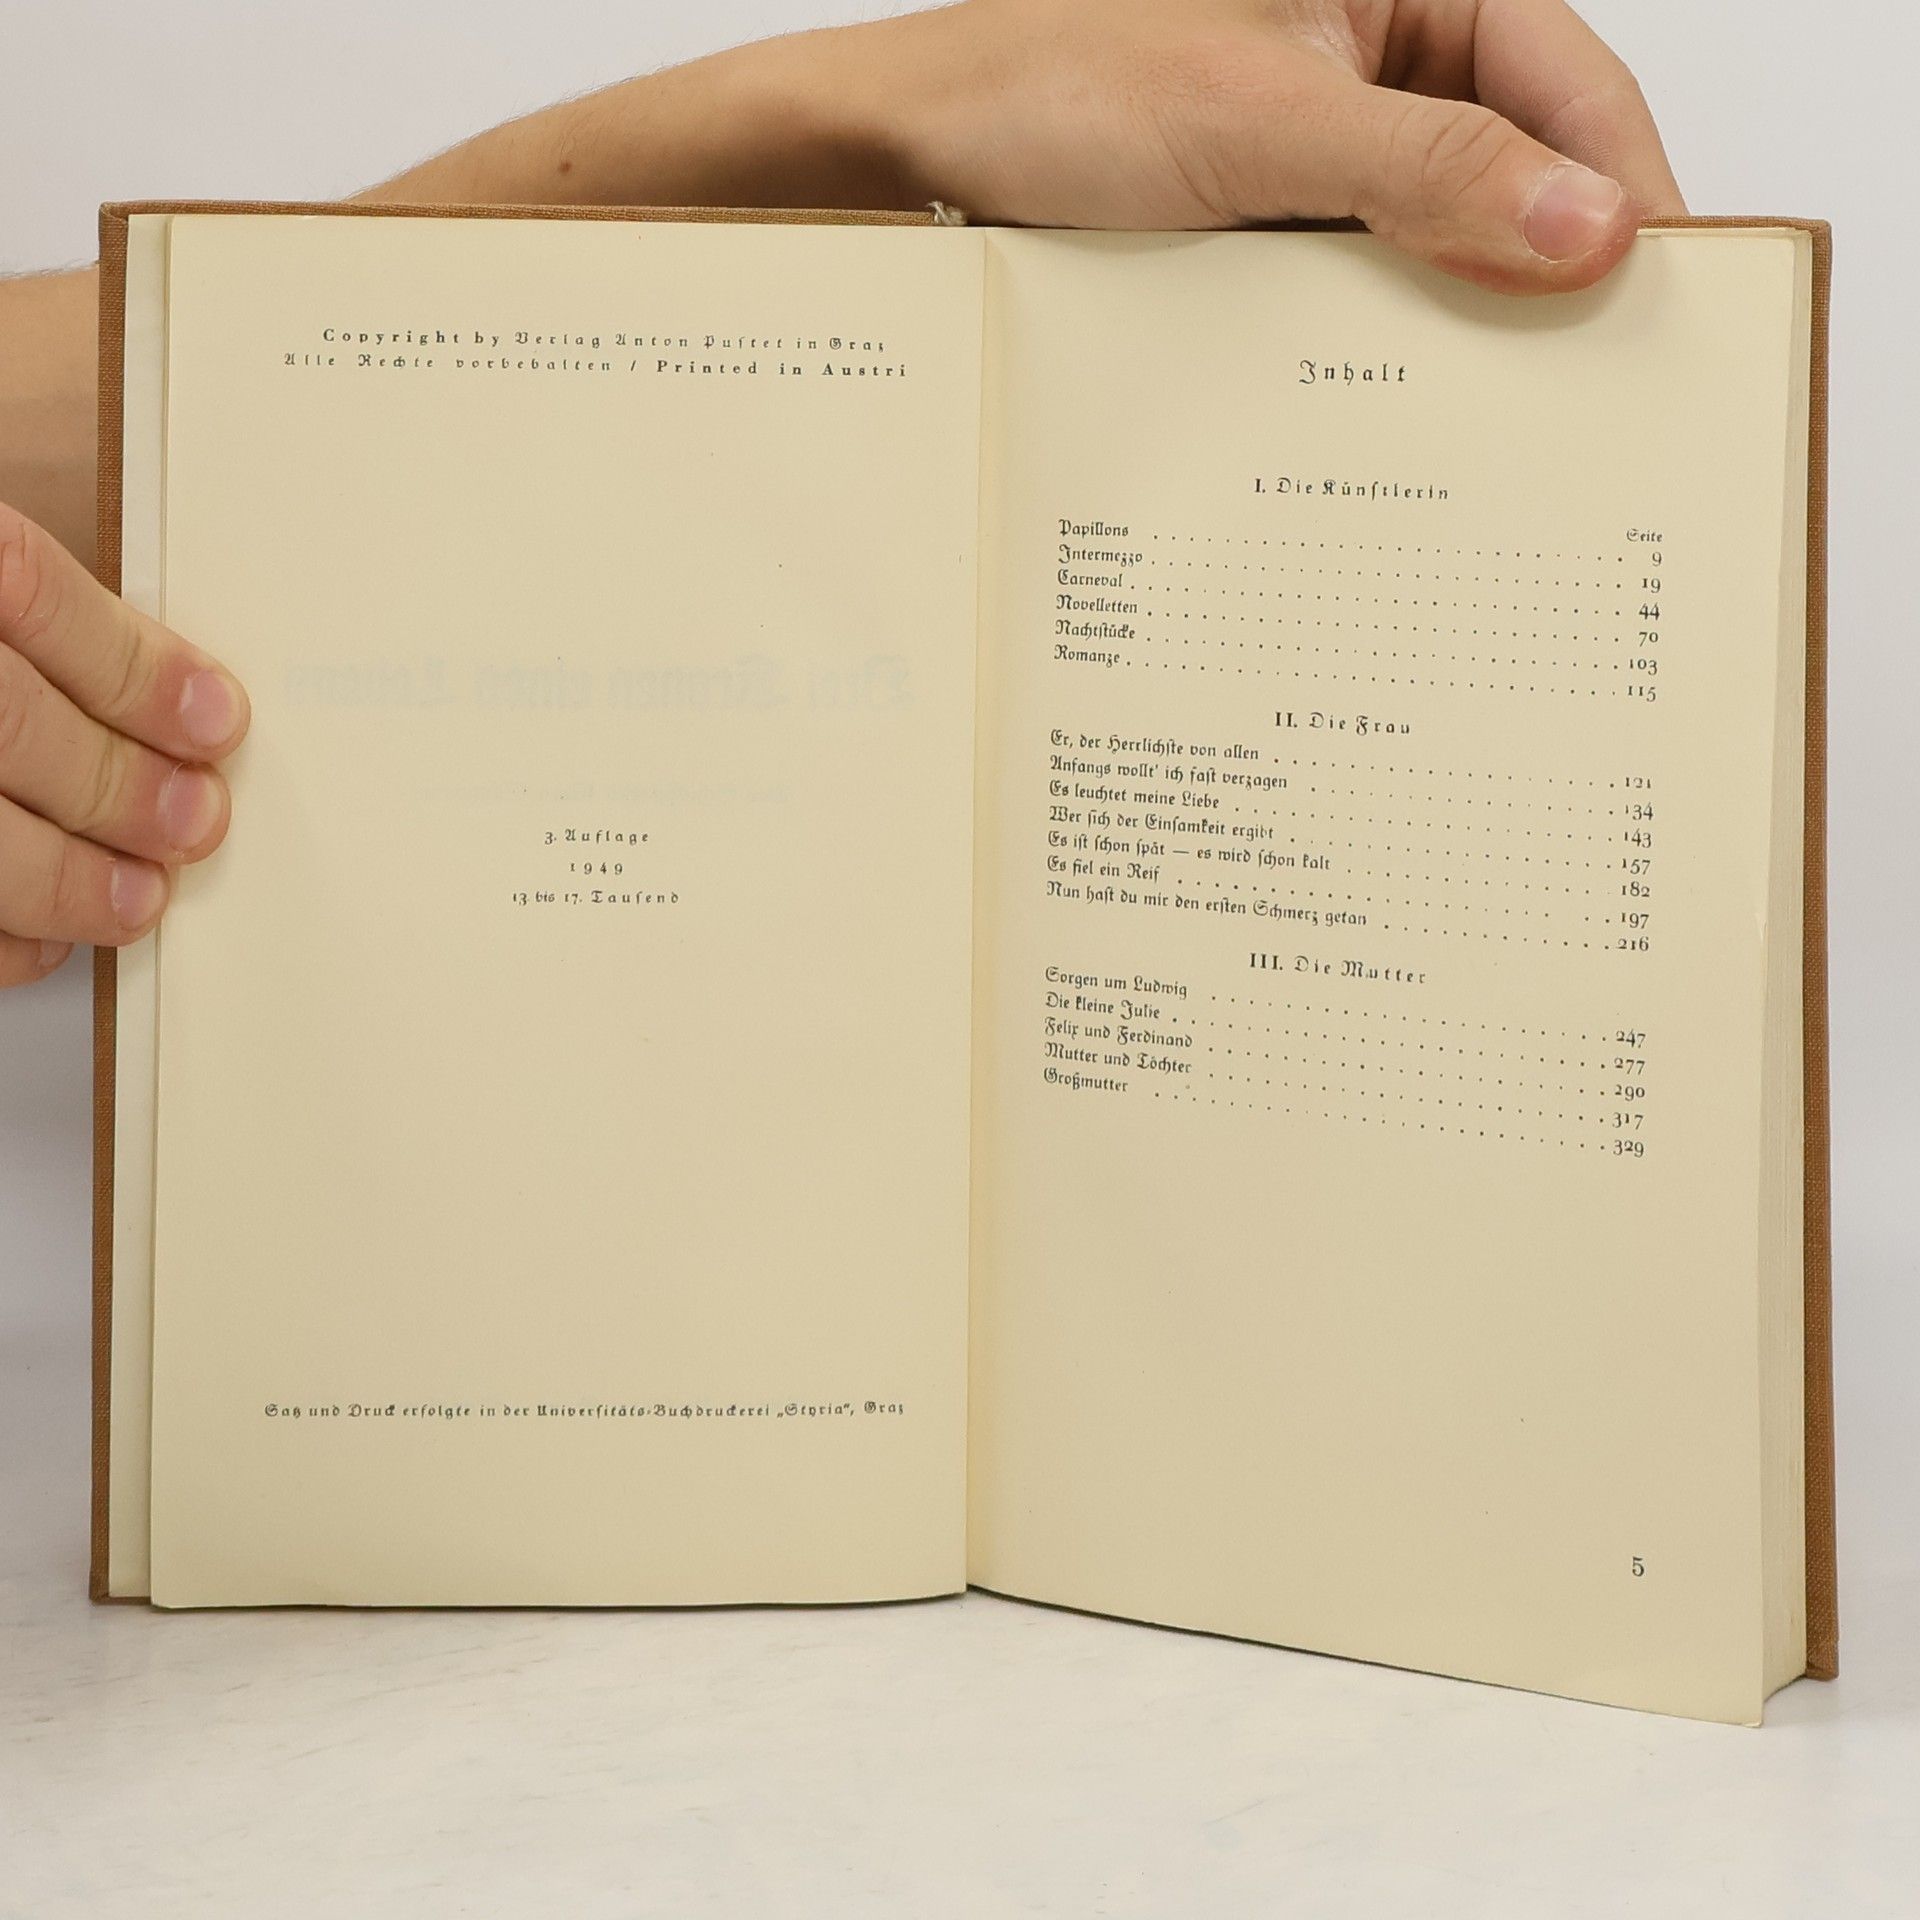 Copyright by Verlag Anton Pustet in Graz
Alle Rechte vorbehalten / Printed in Austri
3. Auflage
1949
13. bis 17. Tausend
Satz und Druck erfolgte in der Universitäts-Buchdruckerei „Styria“, Graz
Inhalt
I. Die Künstlerin
Seite
Papillons . . . . . 9
Intermezzo . . . . . 19
Carneval . . . . . 44
Novelletten . . . . . 70
Nachtstücke . . . . . 103
Romanze . . . . . 115
II. Die Frau
Er, der Herrlichste von allen . . . . . 121
Anfangs wollt' ich fast verzagen . . . . . 134
Es leuchtet meine Liebe . . . . . 143
Wer sich der Einsamkeit ergibt . . . . . 157
Es ist schon spät — es wird schon kalt . . . . . 182
Es fiel ein Reif . . . . . 197
Nun hast du mir den ersten Schmerz getan . . . . . 216
III. Die Mutter
Sorgen um Ludwig . . . . . 247
Die kleine Julie . . . . . 277
Felix und Ferdinand . . . . . 290
Mutter und Töchter . . . . . 317
Großmutter . . . . . 329
5